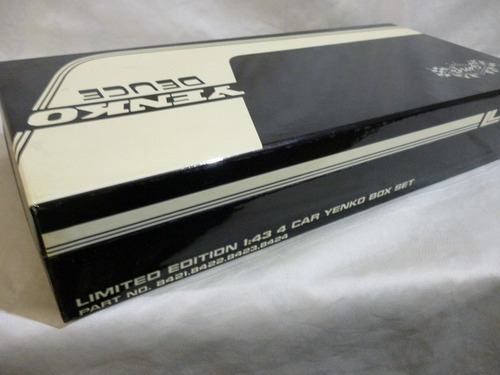 YENKO
DEUCE
LIMITED EDITION 1:43 4 CAR YENKO BOX SET
PART NO. 8421,8422,8423,8424